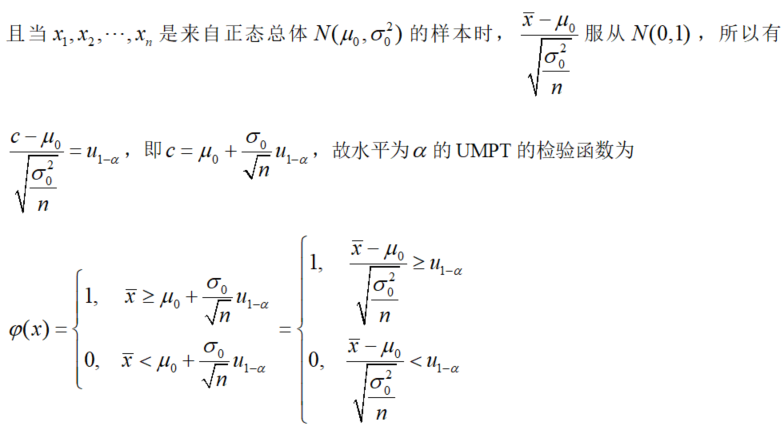 且当 $x_1, x_2, \cdots, x_n$ 是来自正态总体 $N(\mu_0, \sigma_0^2)$ 的样本时，$\frac{\overline{x} - \mu_0}{\sqrt{\frac{\sigma_0^2}{n}}}$ 服从 $N(0,1)$，所以有
$\frac{c - \mu_0}{\sqrt{\frac{\sigma_0^2}{n}}} = u_{1-\alpha}$，即 $c = \mu_0 + \frac{\sigma_0}{\sqrt{n}} u_{1-\alpha}$，故水平为 $\alpha$ 的 UMPT 的检验函数为
$\varphi(x) = \begin{cases} 1, & \overline{x} \geq \mu_0 + \frac{\sigma_0}{\sqrt{n}} u_{1-\alpha} \\ 0, & \overline{x} < \mu_0 + \frac{\sigma_0}{\sqrt{n}} u_{1-\alpha} \end{cases} = \begin{cases} 1, & \frac{\overline{x} - \mu_0}{\sqrt{\frac{\sigma_0^2}{n}}} \geq u_{1-\alpha} \\ 0, & \frac{\overline{x} - \mu_0}{\sqrt{\frac{\sigma_0^2}{n}}} < u_{1-\alpha} \end{cases}$